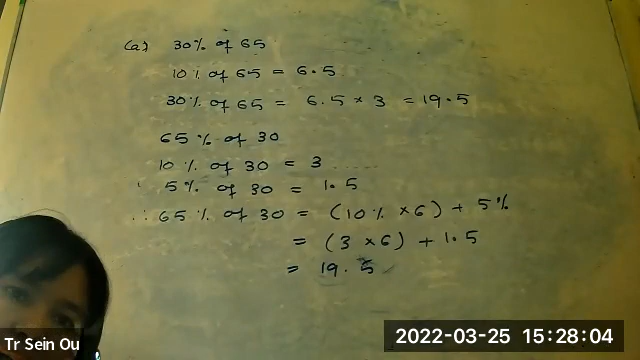 (a) 30% of 65
10% of 65 = 6.5
30% of 65 = 6.5 × 3 = 19.5
65% of 30
10% of 30 = 3
5% of 30 = 1.5
∴ 65% of 30 = (10% × 6) + 5%
= (3 × 6) + 1.5
= 19.5
Tr Sein Ou
2022-03-25 15:28:04